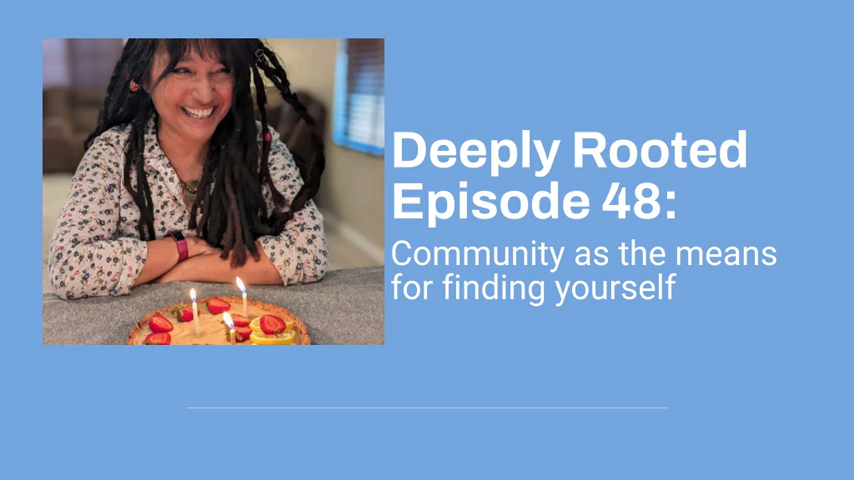 Deeply Rooted
Episode 48:
Community as the means
for finding yourself